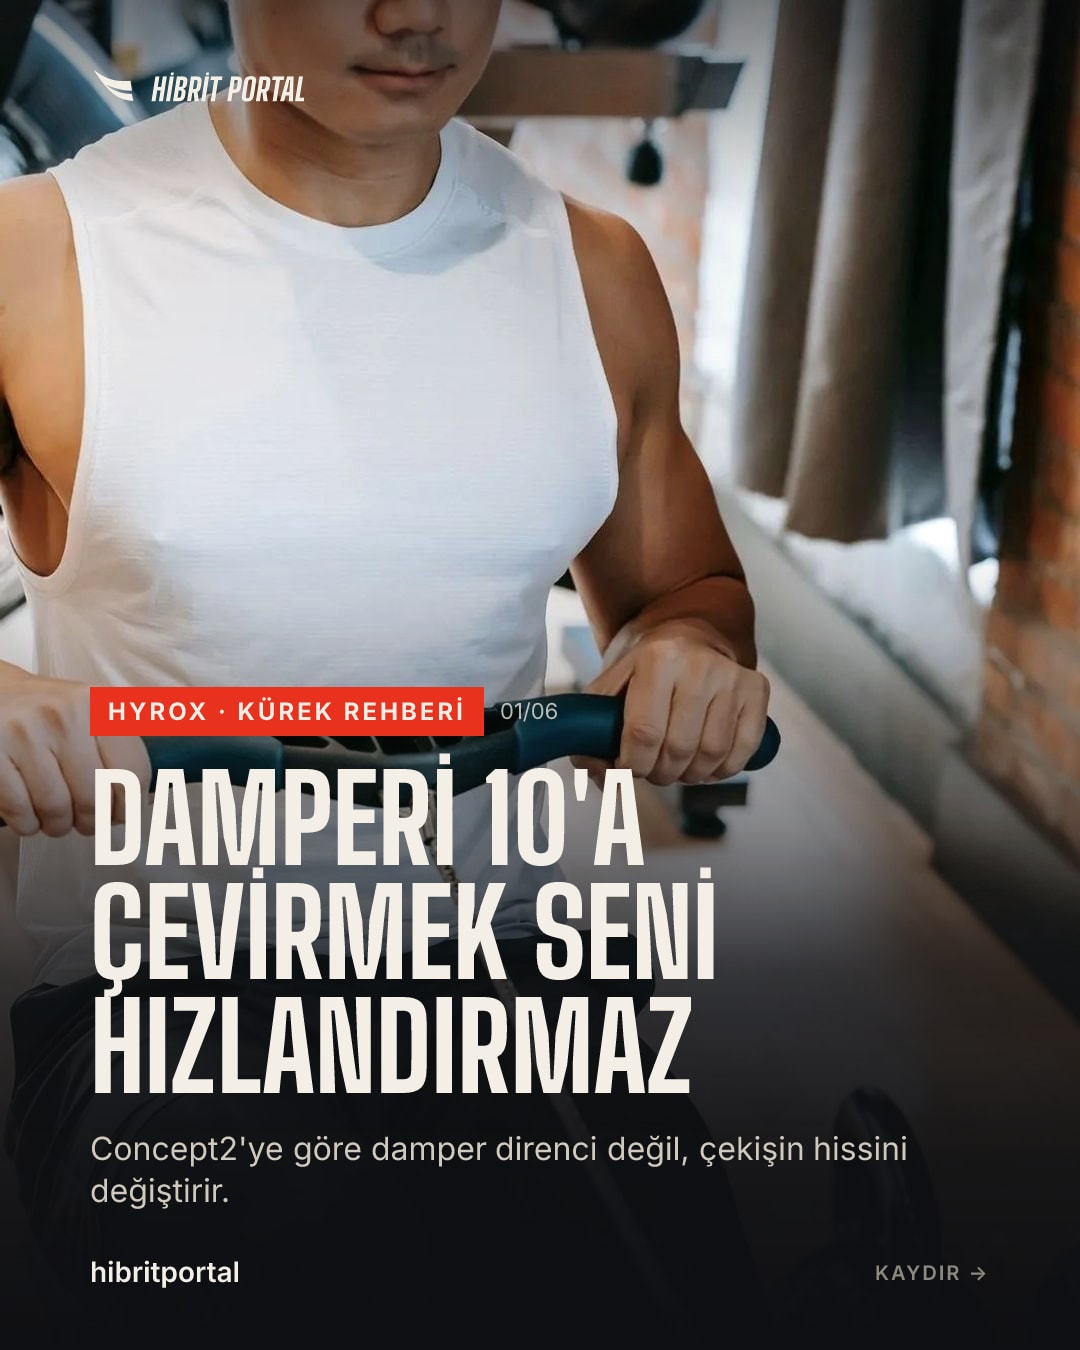 HİBRİT PORTAL
HYROX · KÜREK REHBERİ 01/06
DAMPERİ 10'A
ÇEVİRMEK SENİ
HIZLANDIRMAZ
Concept2'ye göre damper direnci değil, çekişin hissini
değiştirir.
hibritportal KAYDIR →